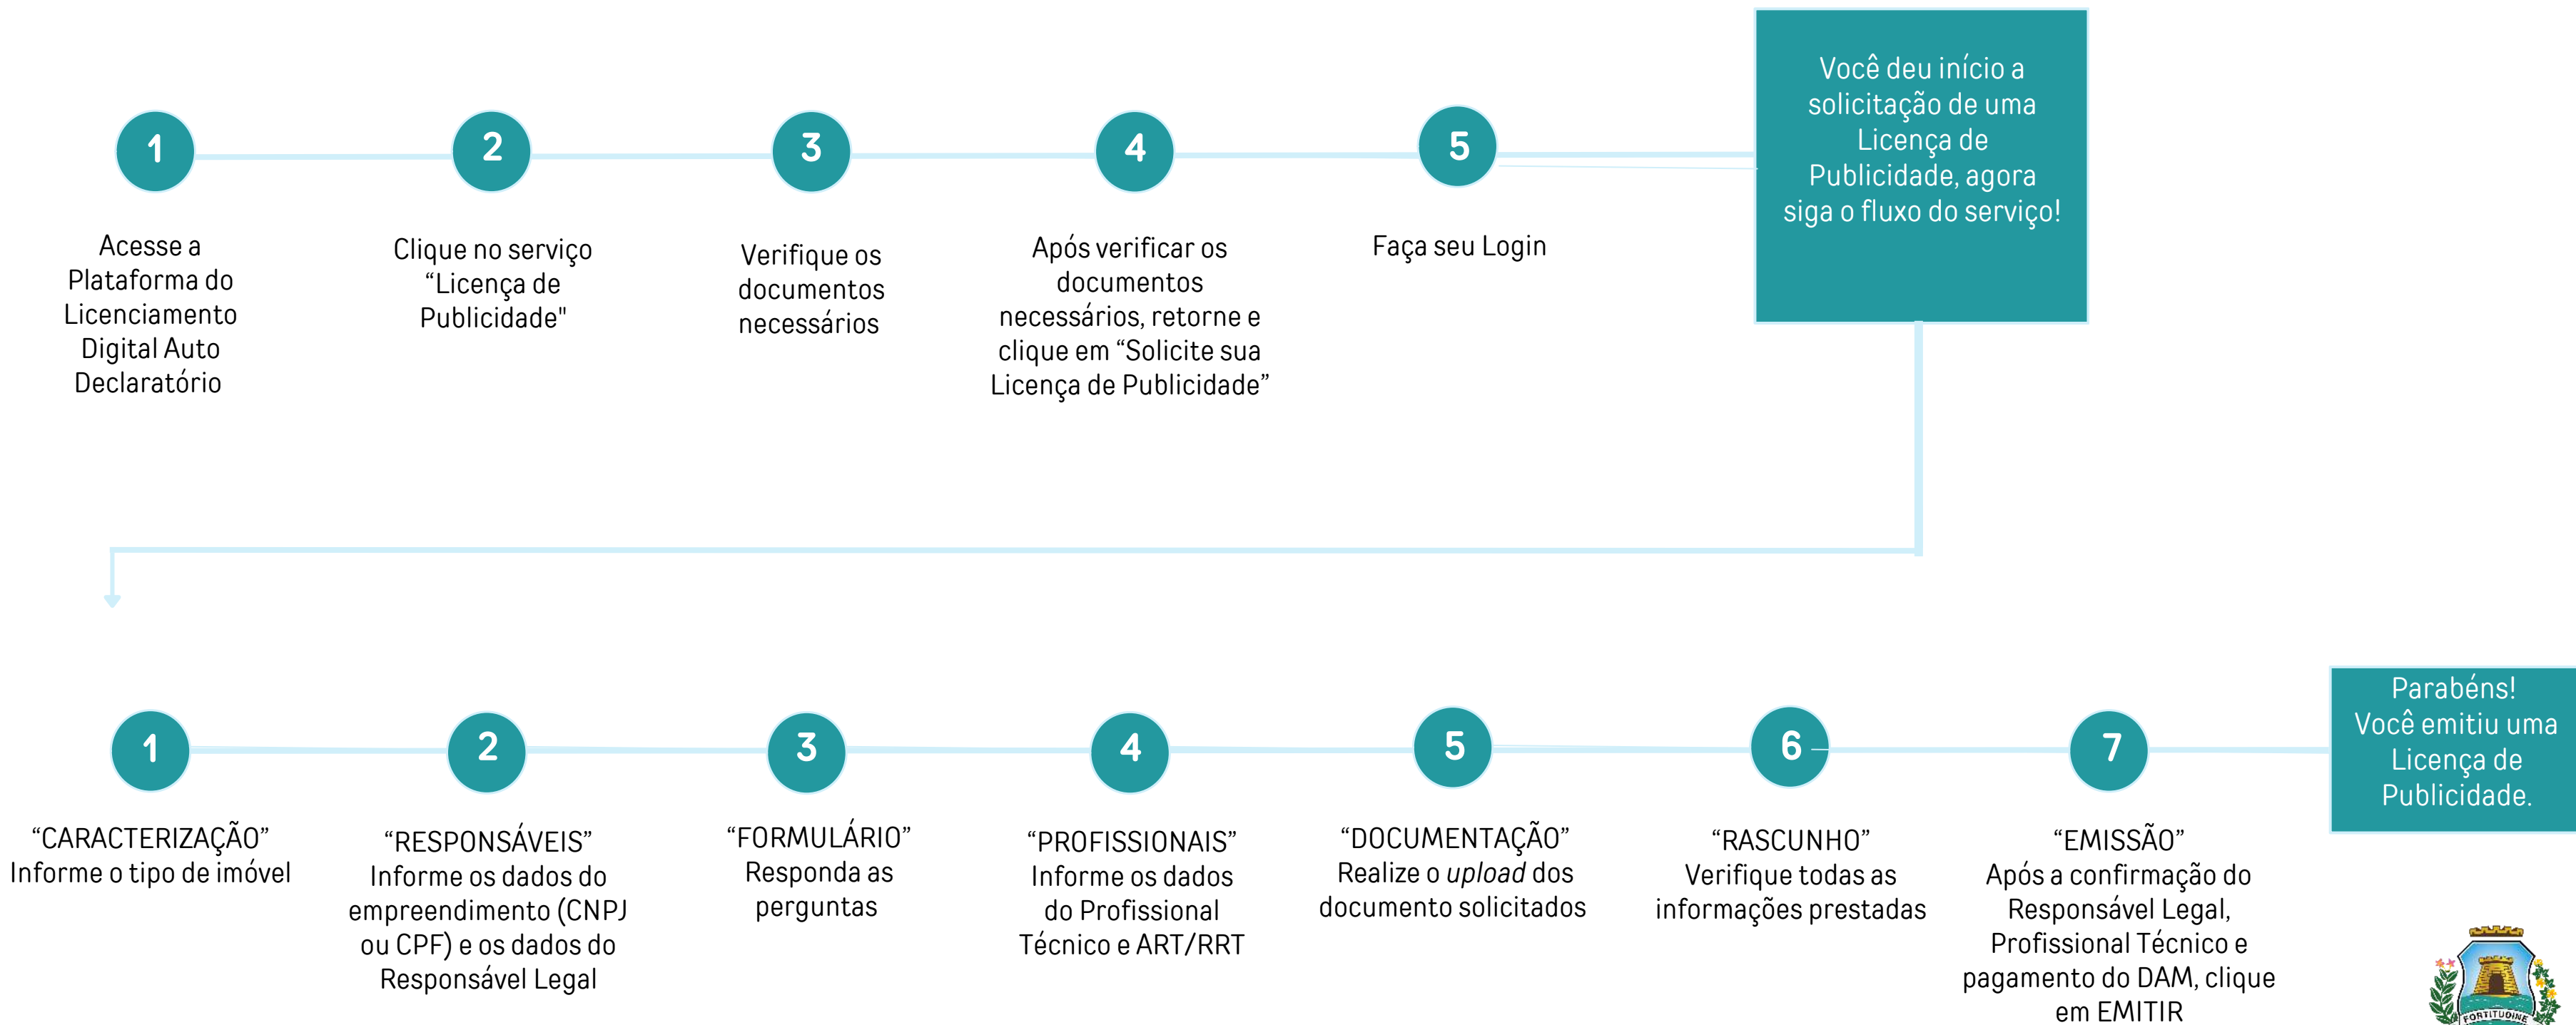 1
Acesse a
Plataforma do
Licenciamento
Digital Auto
Declaratório
2
Clique no serviço
“Licença de
Publicidade"
3
Verifique os
documentos
necessários
4
Após verificar os
documentos
necessários, retorne e
clique em “Solicite sua
Licença de Publicidade”
5
Faça seu Login
Você deu início a
solicitação de uma
Licença de
Publicidade, agora
siga o fluxo do serviço!
1
“CARACTERIZAÇÃO”
Informe o tipo de imóvel
2
“RESPONSÁVEIS”
Informe os dados do
empreendimento (CNPJ
ou CPF) e os dados do
Responsável Legal
3
“FORMULÁRIO”
Responda as
perguntas
4
“PROFISSIONAIS”
Informe os dados
do Profissional
Técnico e ART/RRT
5
“DOCUMENTAÇÃO”
Realize o upload dos
documento solicitados
6
“RASCUNHO”
Verifique todas as
informações prestadas
7
“EMISSÃO”
Após a confirmação do
Responsável Legal,
Profissional Técnico e
pagamento do DAM, clique
em EMITIR
Parabéns!
Você emitiu uma
Licença de
Publicidade.
FORTITUDINE